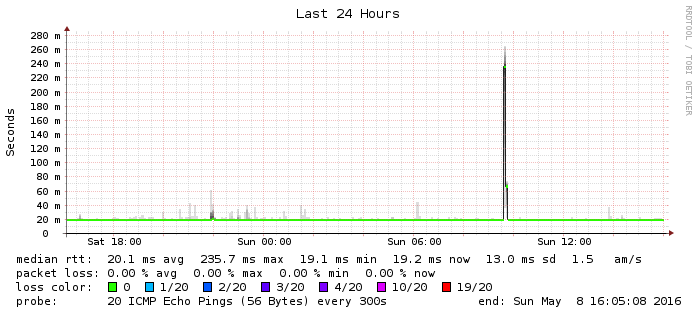 Last 24 Hours
RRDTOOL / TOBI OETIKER
Seconds
280 m
260 m
240 m
220 m
200 m
180 m
160 m
140 m
120 m
100 m
80 m
60 m
40 m
20 m
0
Sat 18:00 Sun 00:00 Sun 06:00 Sun 12:00
median rtt: 20.1 ms avg 235.7 ms max 19.1 ms min 19.2 ms now 13.0 ms sd 1.5 am/s
packet loss: 0.00 % avg 0.00 % max 0.00 % min 0.00 % now
loss color: 0 1/20 2/20 3/20 4/20 10/20 19/20
probe: 20 ICMP Echo Pings (56 Bytes) every 300s end: Sun May 8 16:05:08 2016